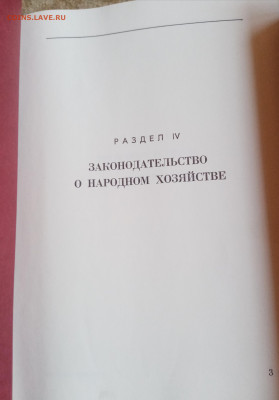 РАЗДЕЛ IV
ЗАКОНОДАТЕЛЬСТВО
О НАРОДНОМ ХОЗЯЙСТВЕ
3